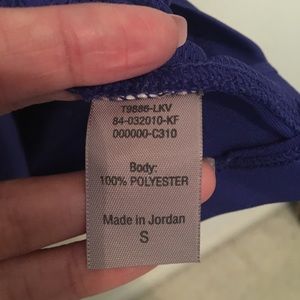 T9886-LKV
84-032010-KF
000000-C310
Body:
100% POLYESTER
Made in Jordan
S